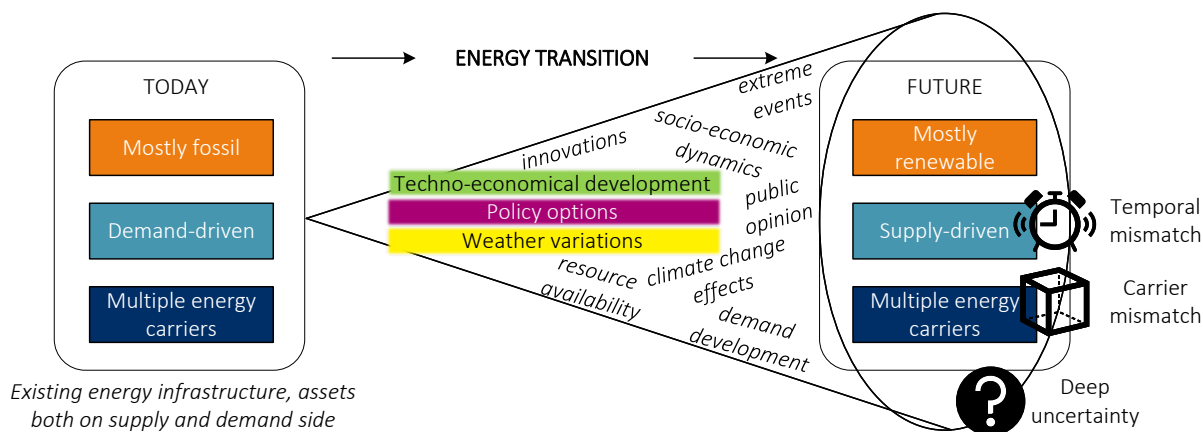 ENERGY TRANSITION
TODAY
Mostly fossil
Demand-driven
Multiple energy
carriers
Existing energy infrastructure, assets
both on supply and demand side
extreme
events
socio-economic
dynamics
innovations
Techno-economical development
Policy options
Weather variations
public
opinion
resource
availability
climate change
effects
demand
development
FUTURE
Mostly
renewable
Supply-driven
Multiple energy
carriers
Temporal
mismatch
Carrier
mismatch
?
Deep
uncertainty